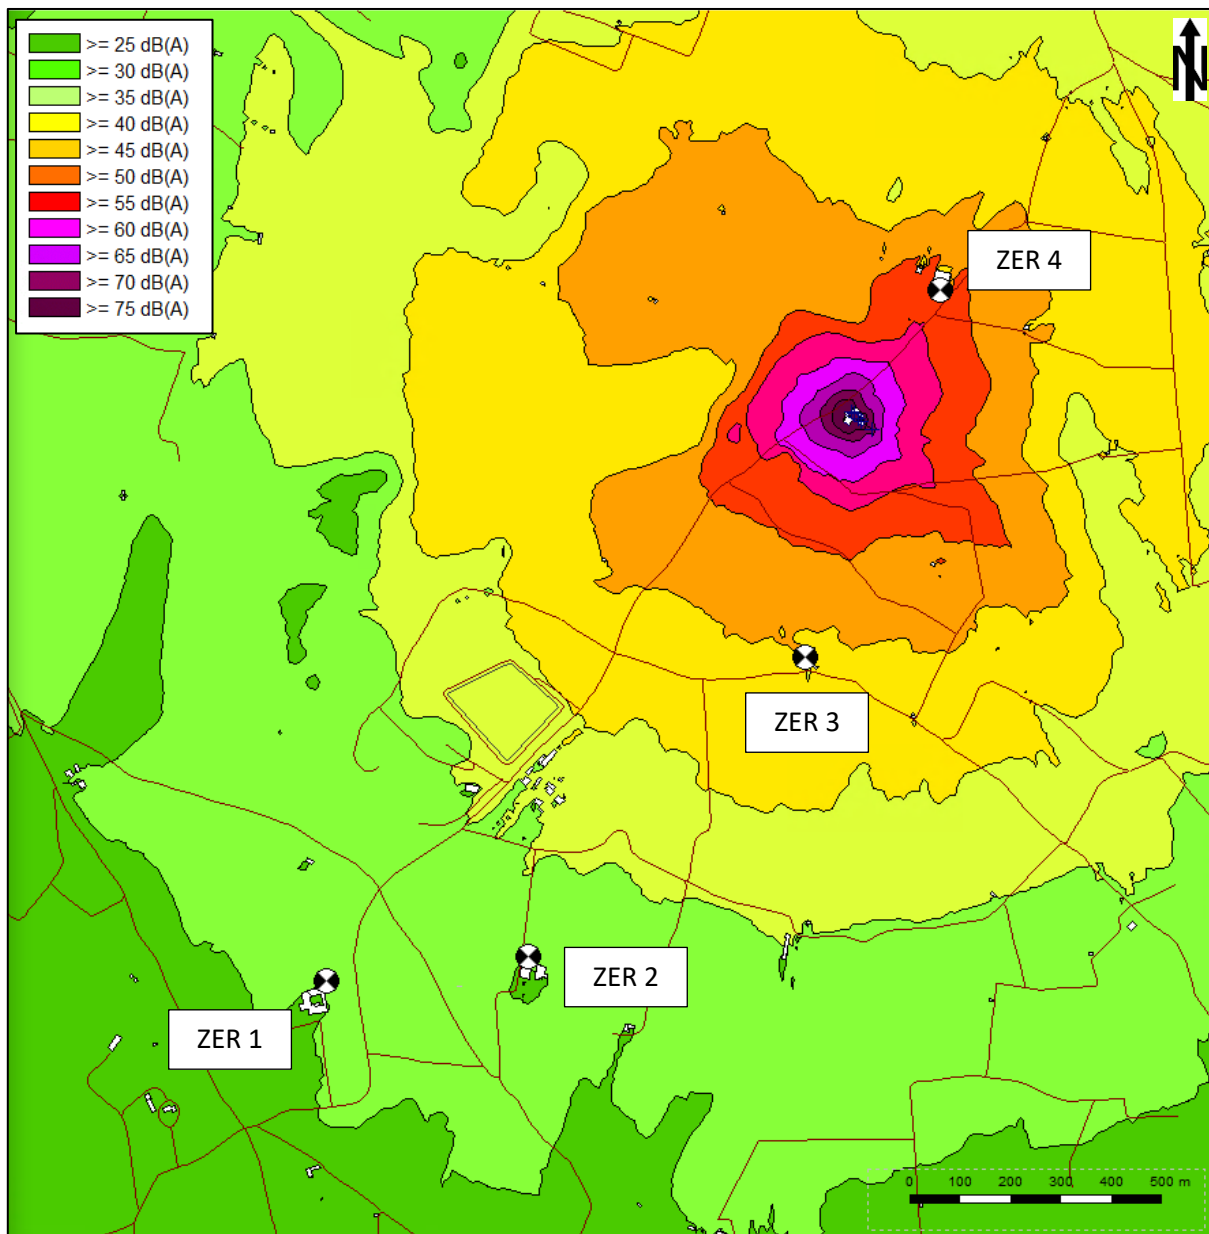 >= 25 dB(A)
>= 30 dB(A)
>= 35 dB(A)
>= 40 dB(A)
>= 45 dB(A)
>= 50 dB(A)
>= 55 dB(A)
>= 60 dB(A)
>= 65 dB(A)
>= 70 dB(A)
>= 75 dB(A)
N
ZER 4
ZER 3
ZER 2
ZER 1
0 100 200 300 400 500 m